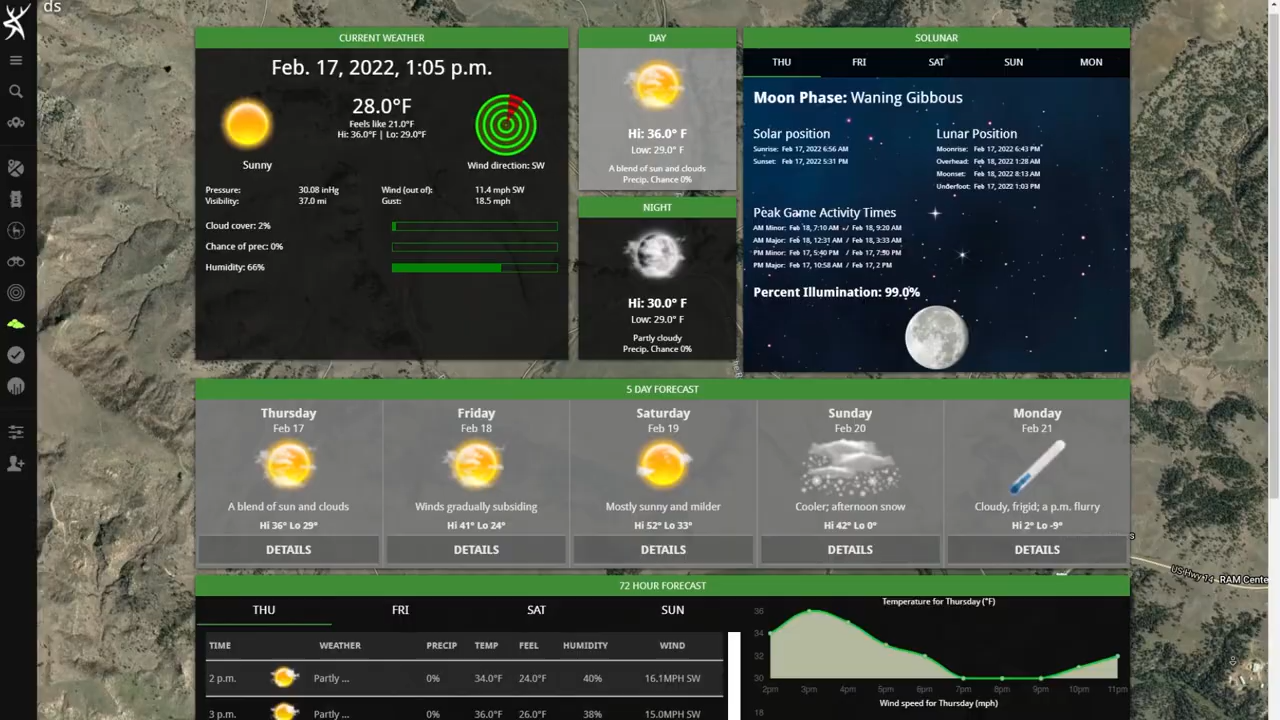 ds
CURRENT WEATHER
Feb. 17, 2022, 1:05 p.m.
28.0°F
Feels like 21.0°F
Hi: 36.0°F | Lo: 29.0°F
Sunny
Wind direction: SW
Pressure: 30.08 inHg Wind (out of): 11.4 mph SW
Visibility: 37.0 mi Gust: 18.5 mph
Cloud cover: 2%
Chance of prec: 0%
Humidity: 66%
DAY
Hi: 36.0° F
Low: 29.0° F
A blend of sun and clouds
Precip. Chance 0%
NIGHT
Hi: 30.0° F
Low: 29.0° F
Partly cloudy
Precip. Chance 0%
SOLUNAR
THU FRI SAT SUN MON
Moon Phase: Waning Gibbous
Solar position
Sunrise: Feb 17, 2022 6:56 AM
Sunset: Feb 17, 2022 5:31 PM
Lunar Position
Moonrise: Feb 17, 2022 6:43 PM
Overhead: Feb 18, 2022 1:28 AM
Moonset: Feb 18, 2022 8:13 AM
Underfoot: Feb 17, 2022 1:03 PM
Peak Game Activity Times
AM Minor: Feb 18, 7:10 AM / Feb 18, 9:20 AM
AM Major: Feb 18, 12:31 AM / Feb 18, 3:33 AM
PM Minor: Feb 17, 5:40 PM / Feb 17, 7:50 PM
PM Major: Feb 17, 10:58 AM / Feb 17, 2 PM
Percent Illumination: 99.0%
5 DAY FORECAST
Thursday Friday Saturday Sunday Monday
Feb 17 Feb 18 Feb 19 Feb 20 Feb 21
A blend of sun and clouds Winds gradually subsiding Mostly sunny and milder Cooler; afternoon snow Cloudy, frigid; a p.m. flurry
Hi 36° Lo 29° Hi 41° Lo 24° Hi 52° Lo 33° Hi 42° Lo 0° Hi 2° Lo -9°
DETAILS DETAILS DETAILS DETAILS DETAILS
US Hwy 14
RAM Cente
72 HOUR FORECAST
THU FRI SAT SUN
TIME WEATHER PRECIP TEMP FEEL HUMIDITY WIND
2 p.m. Partly ... 0% 34.0°F 24.0°F 40% 16.1MPH SW
3 p.m. Partly ... 0% 36.0°F 26.0°F 38% 15.0MPH SW
Temperature for Thursday (°F)
36
34
32
30
2pm 3pm 4pm 5pm 6pm 7pm 8pm 9pm 10pm 11pm
Wind speed for Thursday (mph)
18